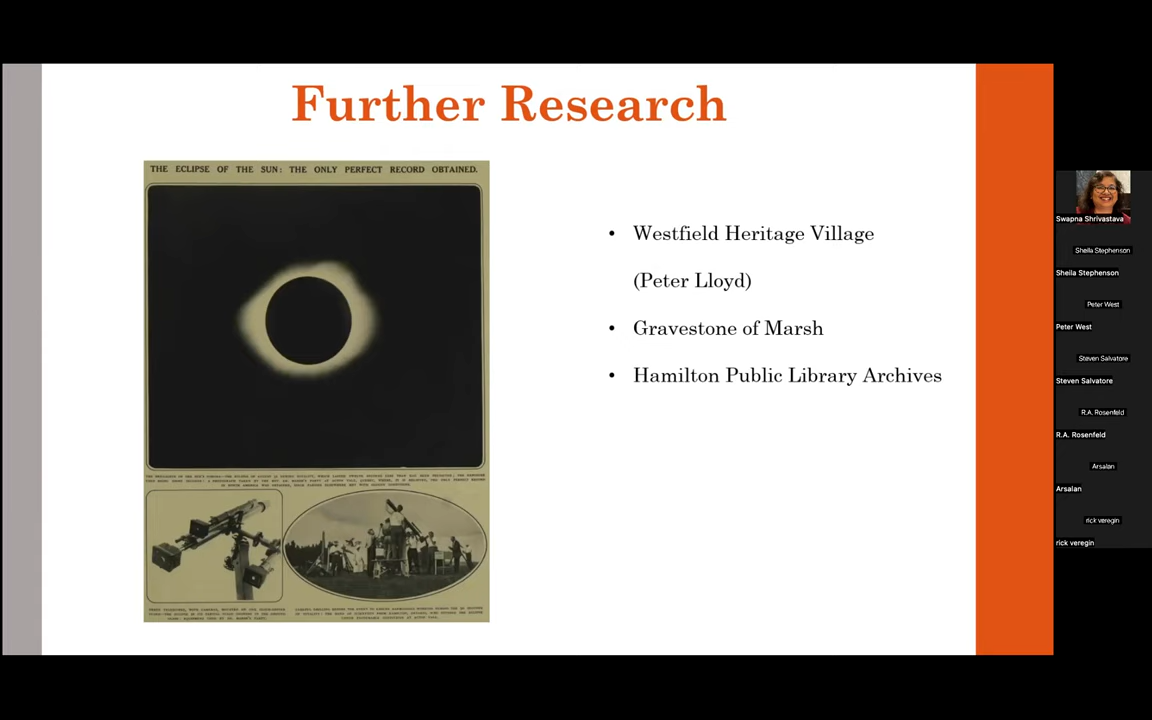 Further Research
THE ECLIPSE OF THE SUN: THE ONLY PERFECT RECORD OBTAINED.
• Westfield Heritage Village
(Peter Lloyd)
• Gravestone of Marsh
• Hamilton Public Library Archives
Swapna Shrivastava
Sheila Stephenson
Sheila Stephenson
Peter West
Peter West
Steven Salvatore
Steven Salvatore
R.A. Rosenfeld
R.A. Rosenfeld
Arsalan
Arsalan
rick veregin
rick veregin